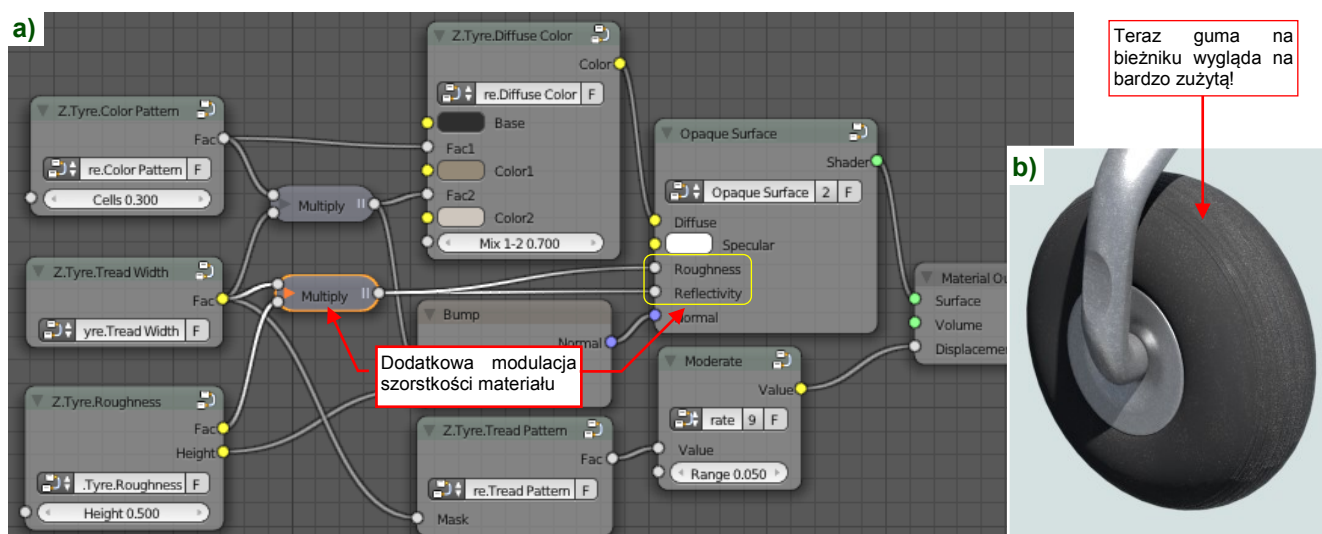 a)
Z.Tyre.Color Pattern
Fac
re.Color Pattern F
Cells 0.300
Z.Tyre.Tread Width
Fac
yre.Tread Width F
Z.Tyre.Roughness
Fac
Height
.Tyre.Roughness F
Height 0.500
Multiply
Multiply
Z.Tyre.Diffuse Color
Color
re.Diffuse Color F
Base
Fac1
Color1
Fac2
Color2
Mix 1-2 0.700
Bump
Normal
Dodatkowa modulacja
szorstkości materiału
Z.Tyre.Tread Pattern
Fac
re.Tread Pattern F
Mask
Opaque Surface
Shader
Opaque Surface 2 F
Diffuse
Specular
Roughness
Reflectivity
Normal
Moderate
Value
rate 9 F
Value
Range 0.050
Material Ou
Surface
Volume
Displaceme
Teraz guma na
bieżniku wygląda na
bardzo zużytą!
b)